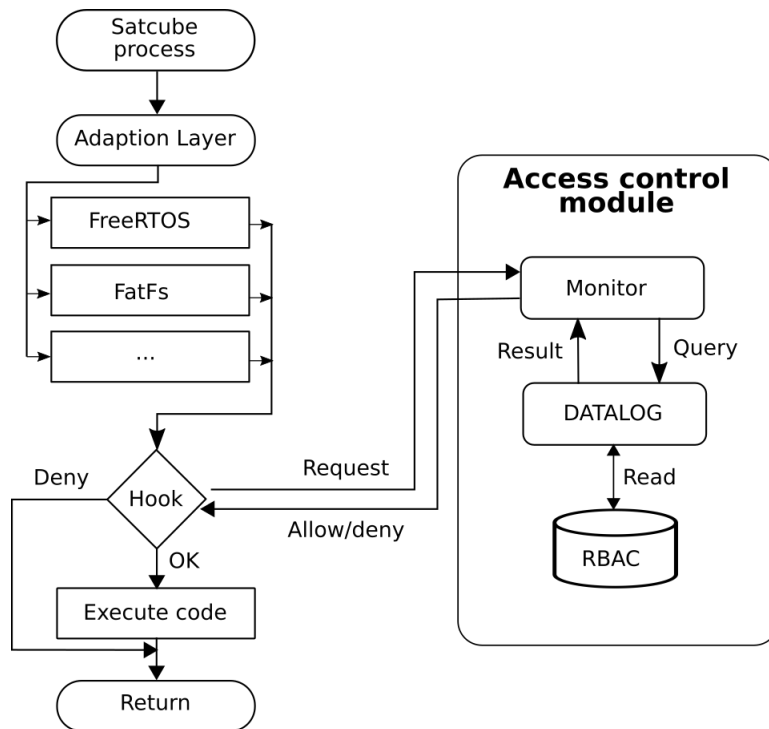 Satcube
process
Adaption Layer
FreeRTOS
FatFs
...
Deny
Hook
OK
Execute code
Return
Request
Allow/deny
Access control
module
Monitor
Result
Query
DATALOG
Read
RBAC